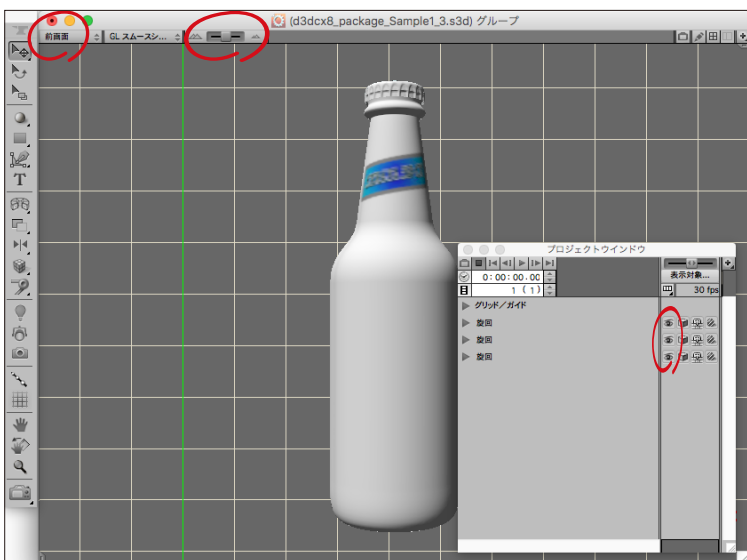 (d3dcx8_package_Sample1_3.s3d) グループ
前画面
GL スムースシ...
T
プロジェクトウインドウ
0:00:00.00
表示対象...
1 ( 1)
30 fps
グリッド/ガイド
旋回
旋回
旋回